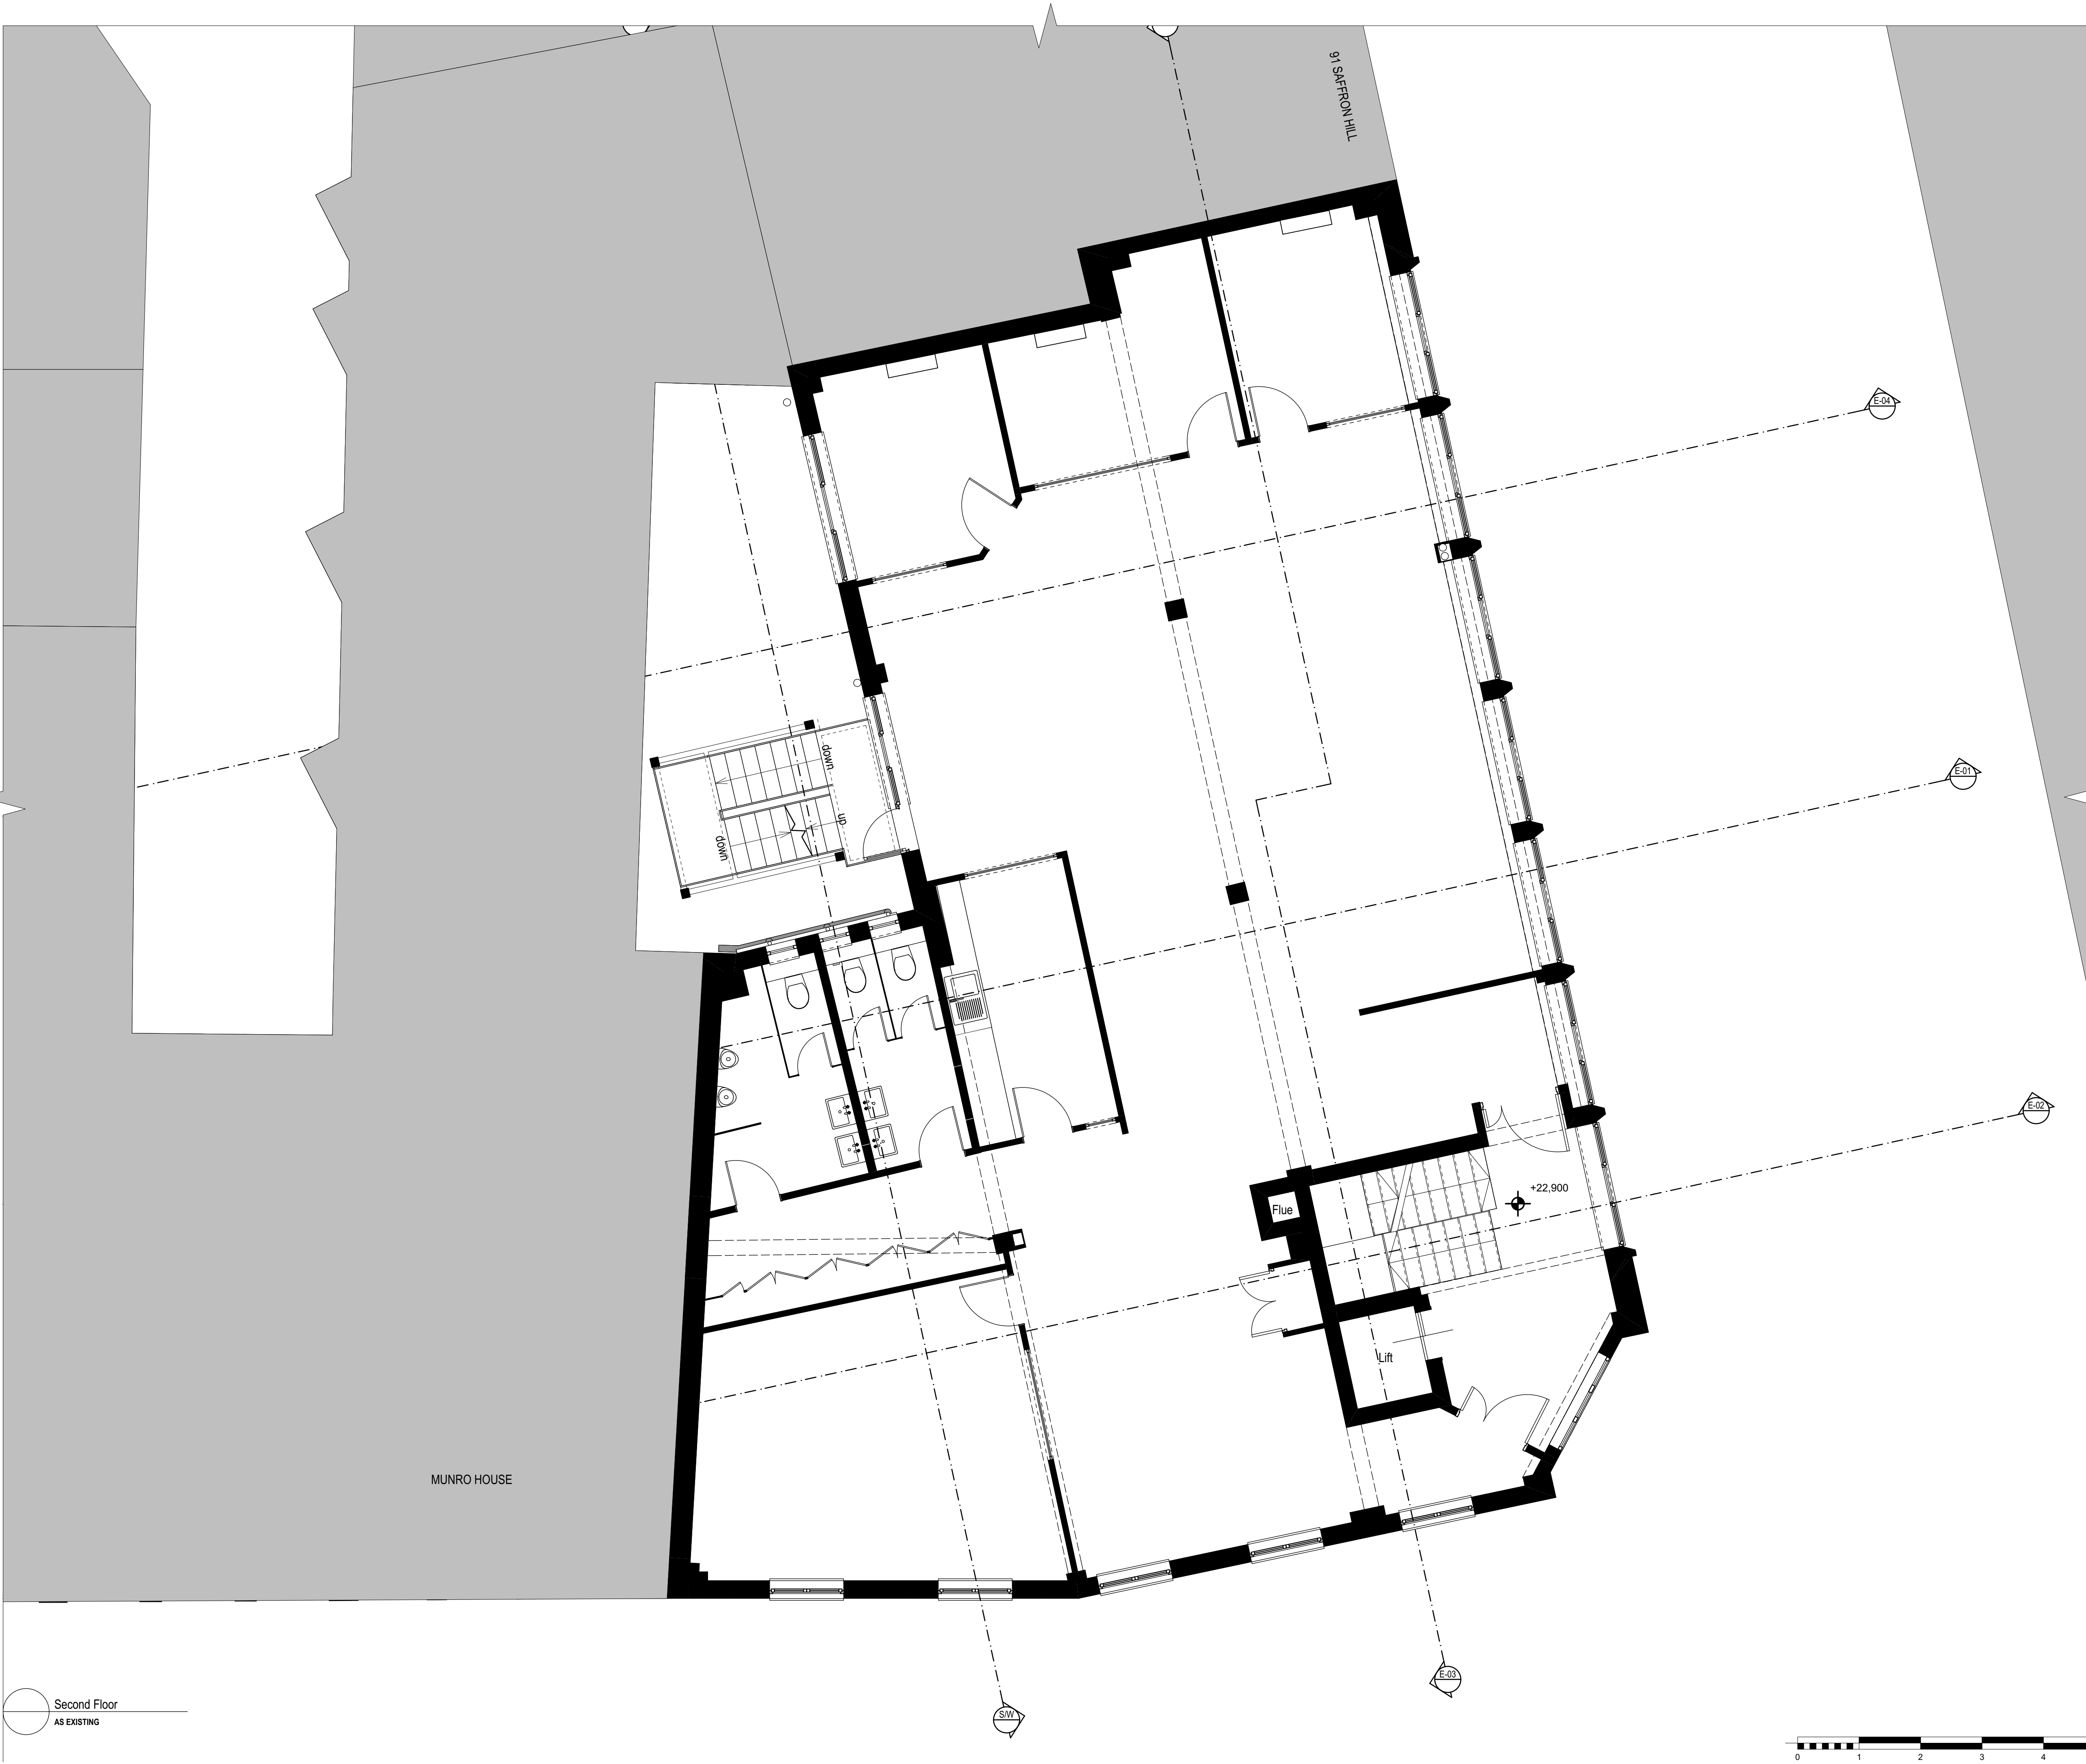 91 SAFFRON HILL
E-04
E-01
down
up
down
E-02
+22,900
Flue
Lift
MUNRO HOUSE
E-03
Second Floor
AS EXISTING
S/W
0 1 2 3 4